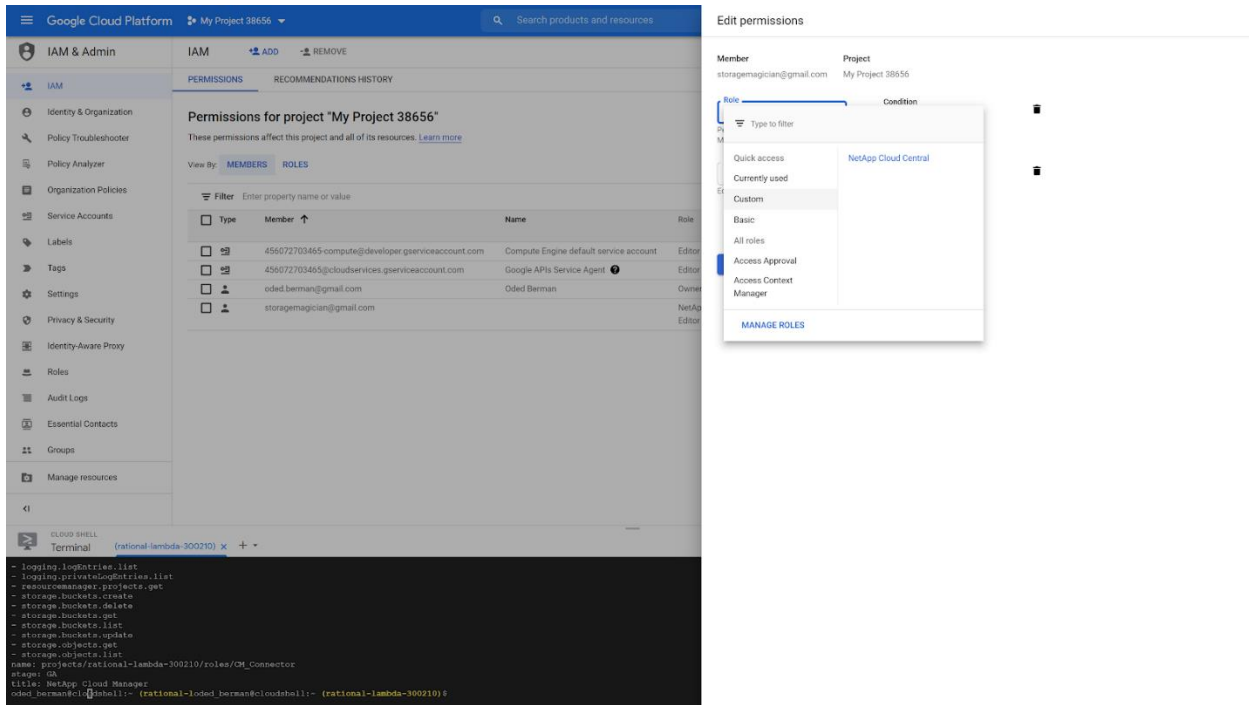 Google Cloud Platform
My Project 38656
Search products and resources
IAM & Admin
IAM
Identity & Organization
Policy Troubleshooter
Policy Analyzer
Organization Policies
Service Accounts
Labels
Tags
Settings
Privacy & Security
Identity-Aware Proxy
Roles
Audit Logs
Essential Contacts
Groups
Manage resources
IAM
ADD
REMOVE
PERMISSIONS
RECOMMENDATIONS HISTORY
Permissions for project "My Project 38656"
These permissions affect this project and all of its resources. Learn more
View By: MEMBERS ROLES
Filter Enter property name or value
Type Member Name Role
456072703465-compute@developer.gserviceaccount.com Compute Engine default service account Editor
456072703465@cloudservices.gserviceaccount.com Google APIs Service Agent Editor
oded.berman@gmail.com Oded Berman Owner
storagemagician@gmail.com NetAp
Editor
CLOUD SHELL
Terminal
(rational-lambda-300210)
- logging.logEntries.list
- logging.privateLogEntries.list
- resourcemanager.projects.get
- storage.buckets.create
- storage.buckets.delete
- storage.buckets.get
- storage.buckets.list
- storage.buckets.update
- storage.objects.get
- storage.objects.list
name: projects/rational-lambda-300210/roles/CM_Connector
stage: GA
title: NetApp Cloud Manager
oded_berman@cloudshell:~ (rational-loded_berman@cloudshell:~ (rational-lambda-300210)$
Edit permissions
Member Project
storagemagician@gmail.com My Project 38656
Role Condition
Type to filter
Quick access
Currently used
Custom
Basic
All roles
Access Approval
Access Context
Manager
NetApp Cloud Central
MANAGE ROLES